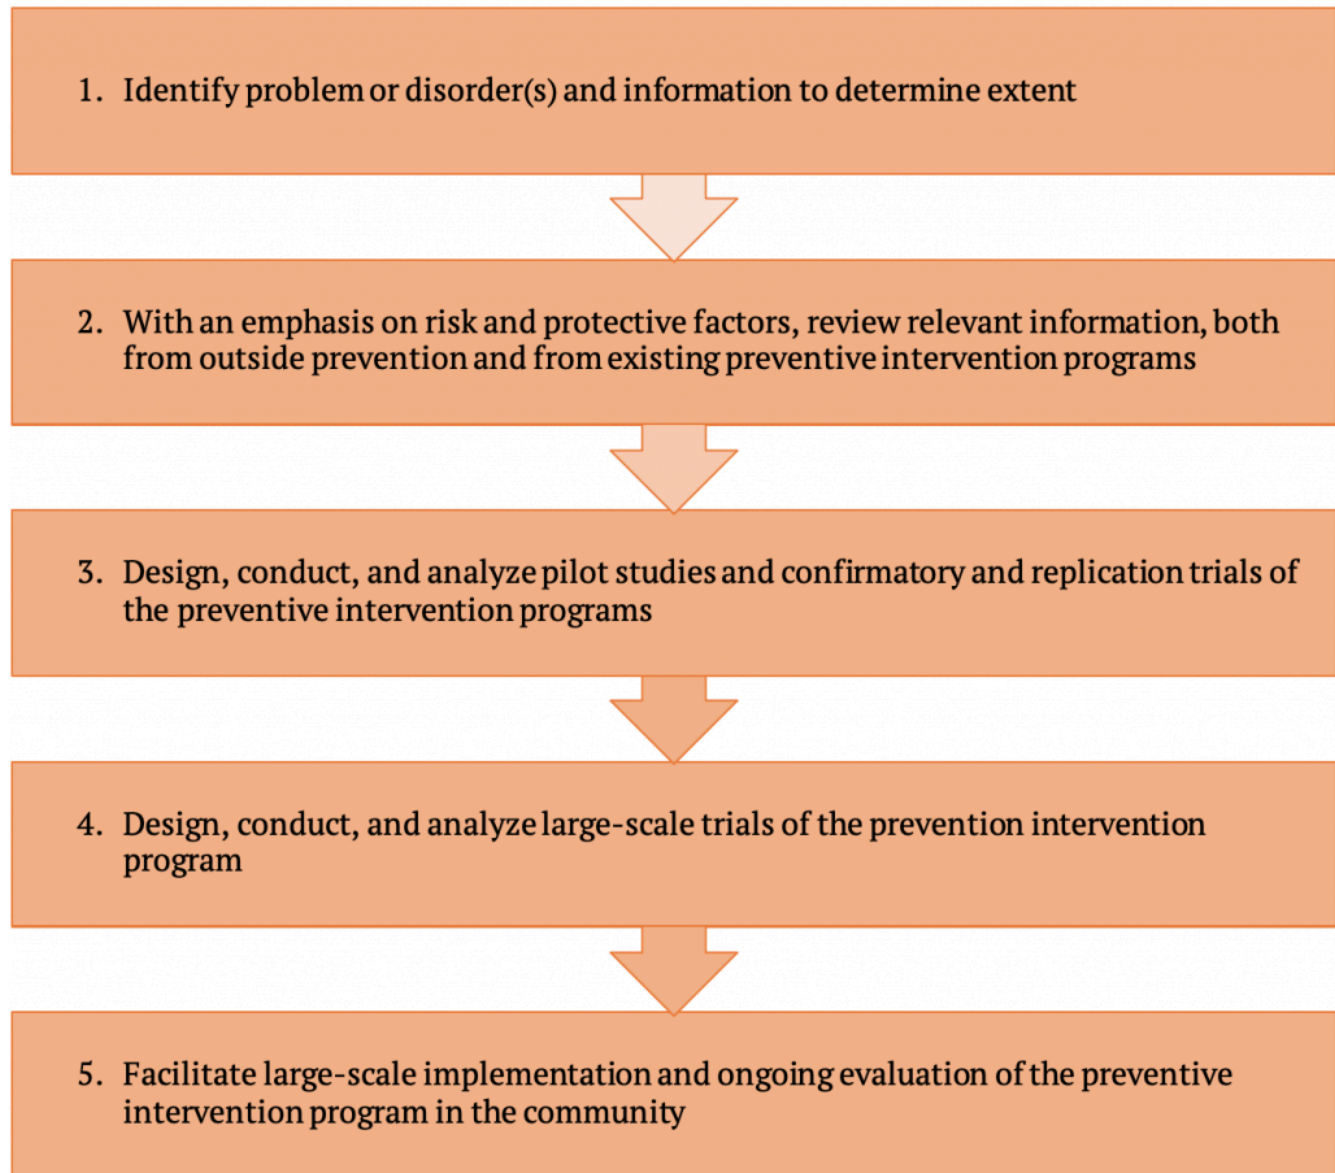 1. Identify problem or disorder(s) and information to determine extent
2. With an emphasis on risk and protective factors, review relevant information, both
from outside prevention and from existing preventive intervention programs
3. Design, conduct, and analyze pilot studies and confirmatory and replication trials of
the preventive intervention programs
4. Design, conduct, and analyze large-scale trials of the prevention intervention
program
5. Facilitate large-scale implementation and ongoing evaluation of the preventive
intervention program in the community